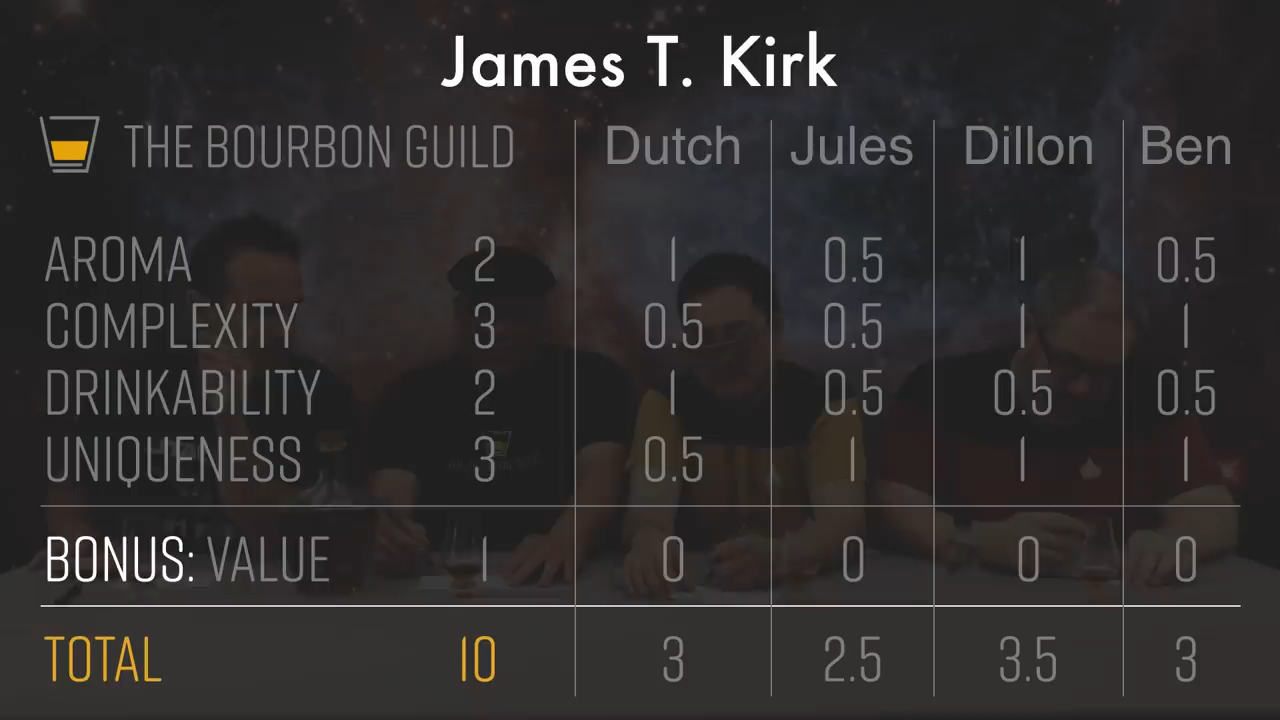 James T. Kirk
THE BOURBON GUILD Dutch Jules Dillon Ben
AROMA 2 1 0.5 1 0.5
COMPLEXITY 3 0.5 0.5 1 1
DRINKABILITY 2 1 0.5 0.5 0.5
UNIQUENESS 3 0.5 1 1 1
BONUS: VALUE 1 0 0 0 0
TOTAL 10 3 2.5 3.5 3